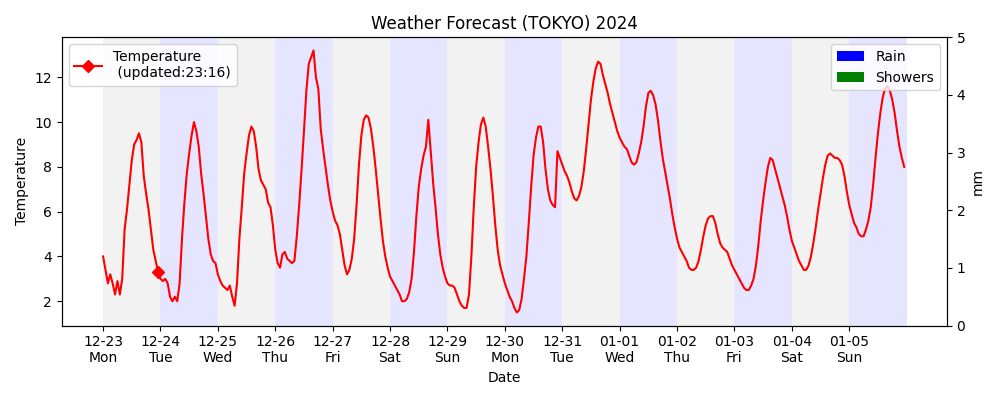 Weather Forecast (TOKYO) 2024
Temperature
(updated:23:16)
Rain
Showers
Temperature
12
10
8
6
4
2
5
4
3
2
1
0
mm
12-23 12-24 12-25 12-26 12-27 12-28 12-29 12-30 12-31 01-01 01-02 01-03 01-04 01-05
Mon Tue Wed Thu Fri Sat Sun Mon Tue Wed Thu Fri Sat Sun
Date